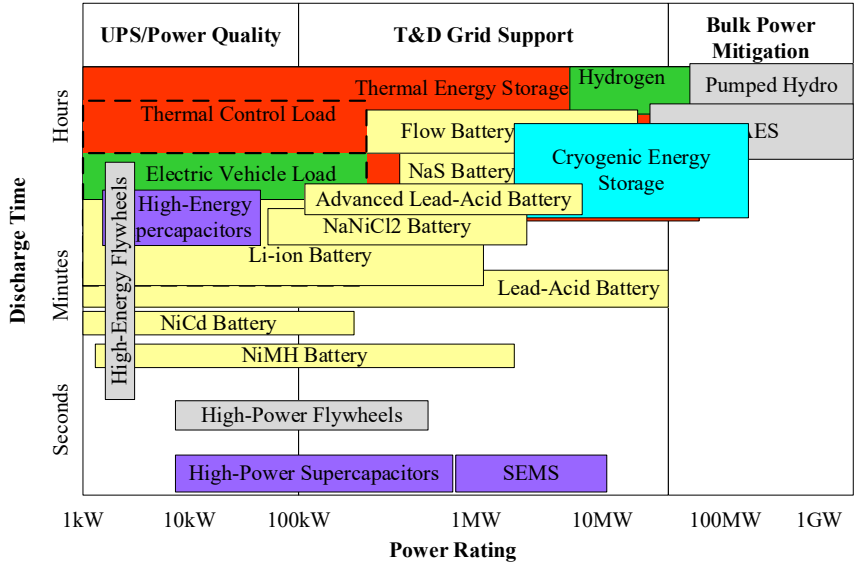 UPS/Power Quality
T&D Grid Support
Bulk Power
Mitigation
Hydrogen
Thermal Energy Storage
Pumped Hydro
Thermal Control Load
Flow Battery
AES
Cryogenic Energy
Storage
Electric Vehicle Load
NaS Battery
Advanced Lead-Acid Battery
High-Energy
percapacitors
NaNiCl2 Battery
Li-ion Battery
Lead-Acid Battery
NiCd Battery
NiMH Battery
High-Energy Flywheels
High-Power Flywheels
High-Power Supercapacitors
SEMS
Discharge Time
Hours
Minutes
Seconds
1kW
10kW
100kW
1MW
10MW
100MW
1GW
Power Rating